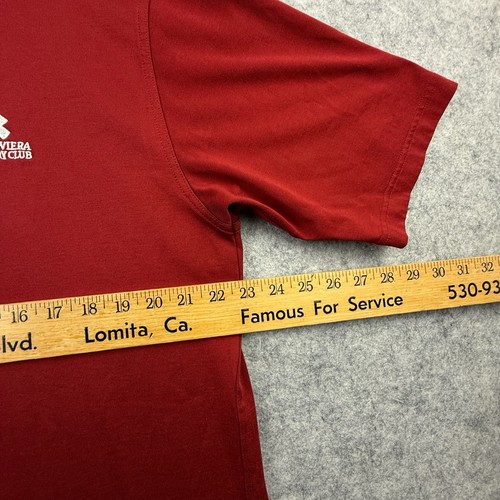 VIERA
CLUB
16 17 18 19 20 21 22 23 24 25 26 27 28 29 30 31 32
lvd. Lomita, Ca. Famous For Service 530-93